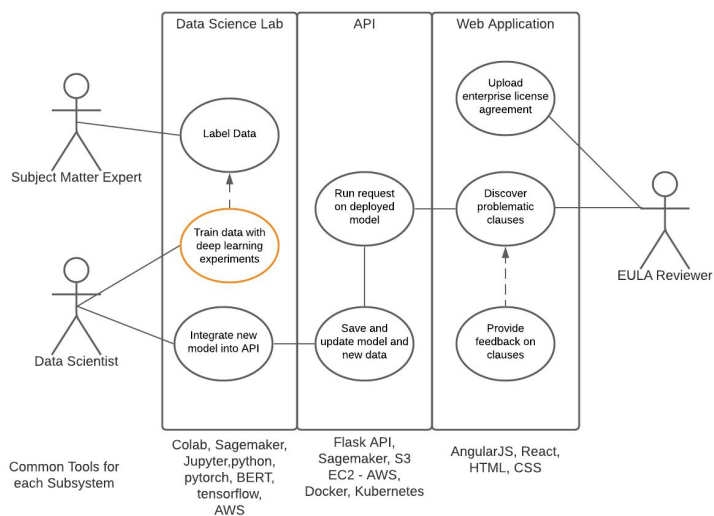 Data Science Lab
API
Web Application
Upload
enterprise license
agreement
Label Data
Subject Matter Expert
Run request
on deployed
model
Discover
problematic
clauses
Train data with
deep learning
experiments
EULA Reviewer
Integrate new
model into API
Save and
update model and
new data
Provide
feedback on
clauses
Data Scientist
Common Tools for
each Subsystem
Colab, Sagemaker,
Jupyter,python,
pytorch, BERT,
tensorflow,
AWS
Flask API,
Sagemaker, S3
EC2 - AWS,
Docker, Kubernetes
AngularJS, React,
HTML, CSS